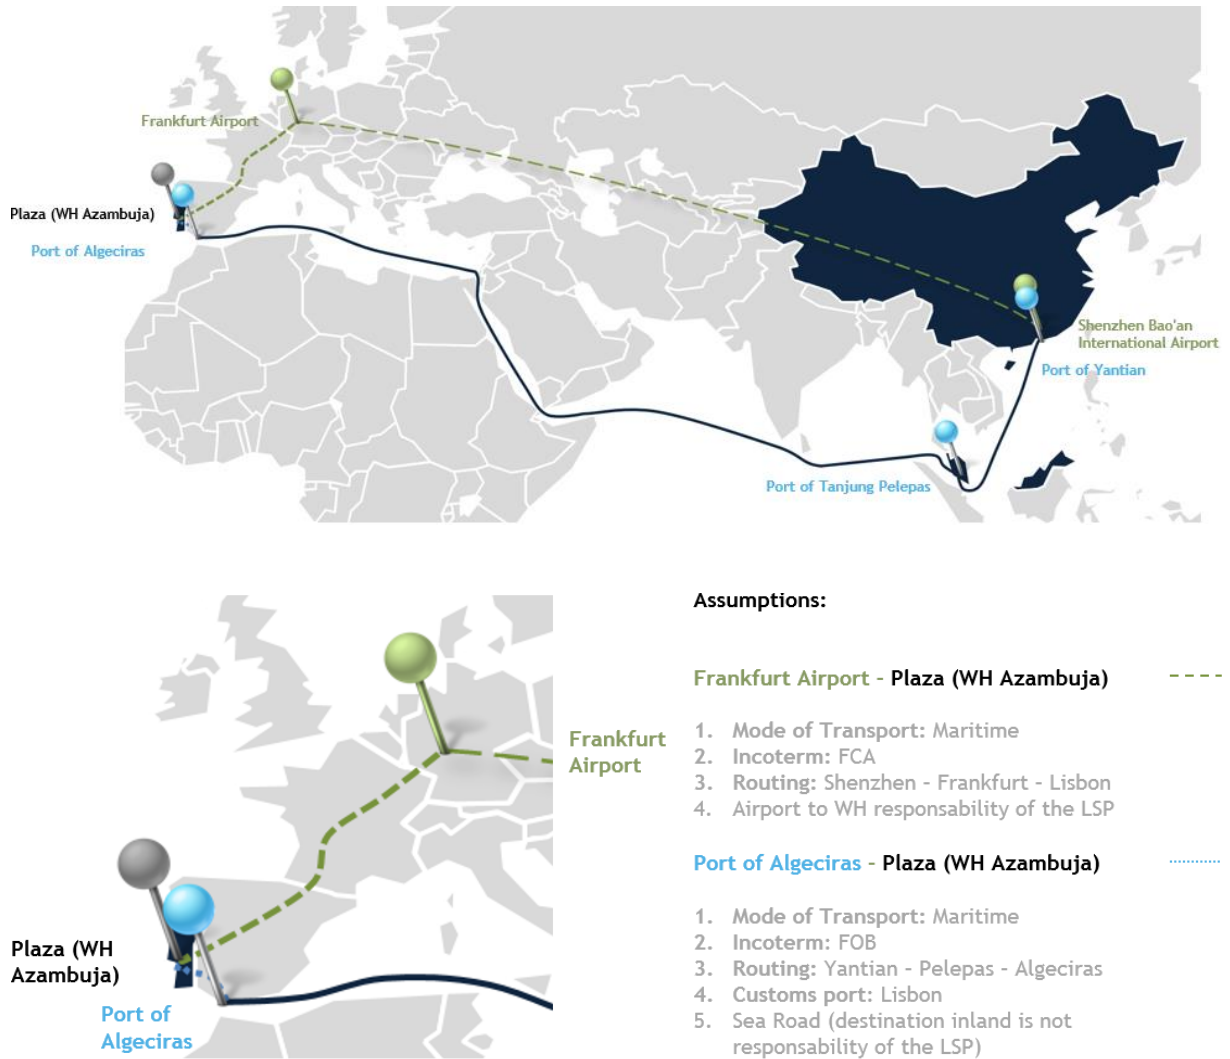 Frankfurt Airport
Plaza (WH Azambuja)
Port of Algeciras
Shenzhen Bao'an
International Airport
Port of Yantian
Port of Tanjung Pelepas
Frankfurt
Airport
Plaza (WH
Azambuja)
Port of
Algeciras
Assumptions:
Frankfurt Airport - Plaza (WH Azambuja)
1. Mode of Transport: Maritime
2. Incoterm: FCA
3. Routing: Shenzhen - Frankfurt - Lisbon
4. Airport to WH responsability of the LSP
Port of Algeciras - Plaza (WH Azambuja)
1. Mode of Transport: Maritime
2. Incoterm: FOB
3. Routing: Yantian - Pelepas - Algeciras
4. Customs port: Lisbon
5. Sea Road (destination inland is not
responsability of the LSP)